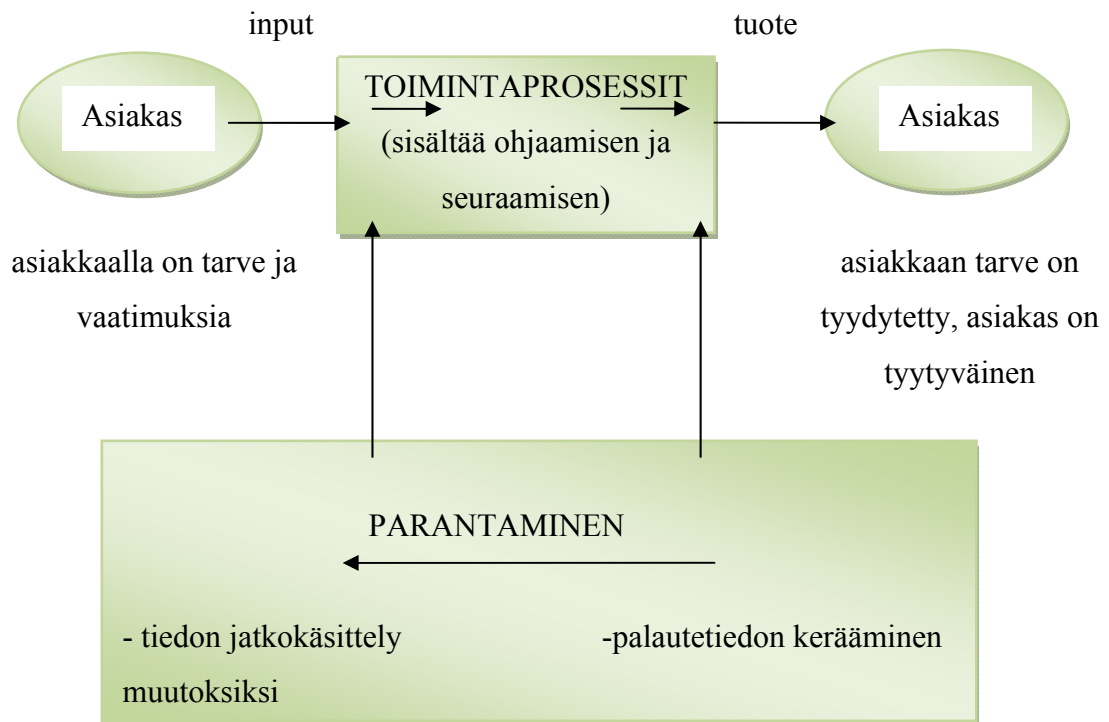 input
tuote
Asiakas
TOIMINTAPROSESSIT
(sisältää ohjaamisen ja
seuraamisen)
Asiakas
asiakkaalla on tarve ja
vaatimuksia
asiakkaan tarve on
tyydytetty, asiakas on
tyytyväinen
PARANTAMINEN
- tiedon jatkokäsittely
muutoksiksi
-palautetiedon kerääminen